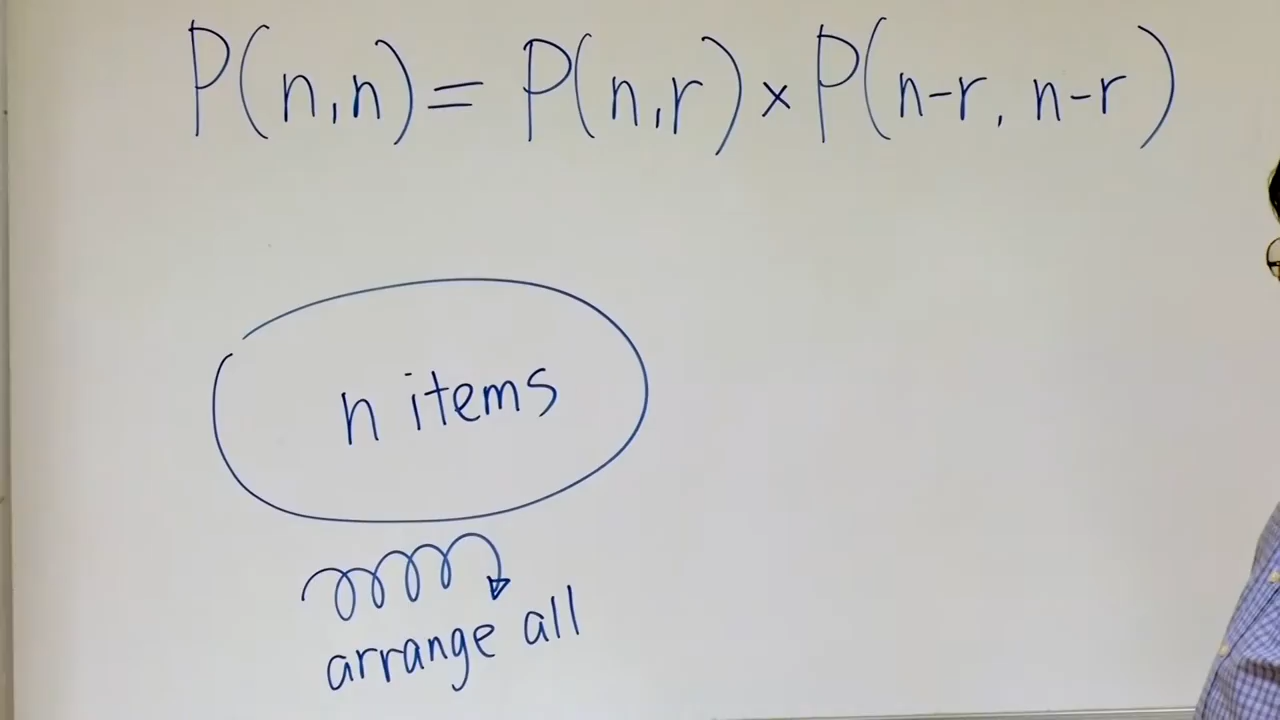 P(n,n) = P(n,r) × P(n-r, n-r)
n items
arrange all